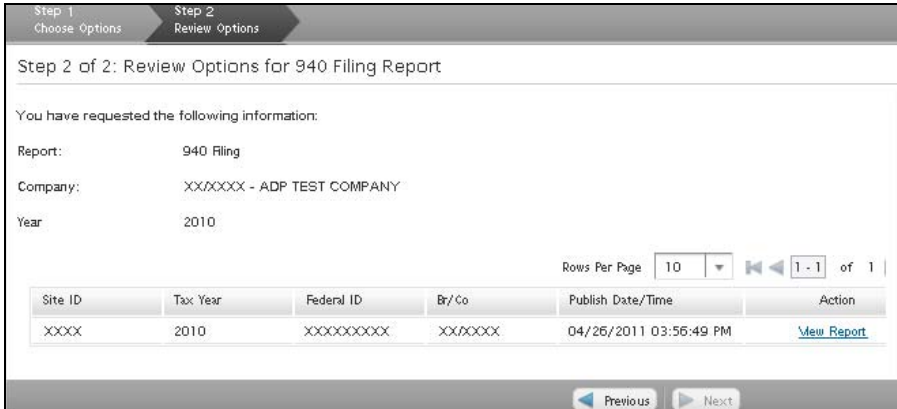 Step 1
Choose Options
Step 2
Review Options
Step 2 of 2: Review Options for 940 Filing Report
You have requested the following information:
Report: 940 Filing
Company: XX/XXXX - ADP TEST COMPANY
Year 2010
Rows Per Page 10 1 - 1 of 1
Site ID Tax Year Federal ID Br/Co Publish Date/Time Action
XXXX 2010 XXXXXXXXX XX/XXXX 04/26/2011 03:56:49 PM View Report
Previous Next